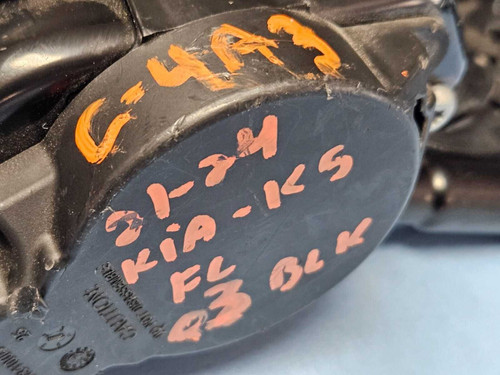 C-4A3
21-24
KIA-K5
FL
Q3 BLK
CAUTION: